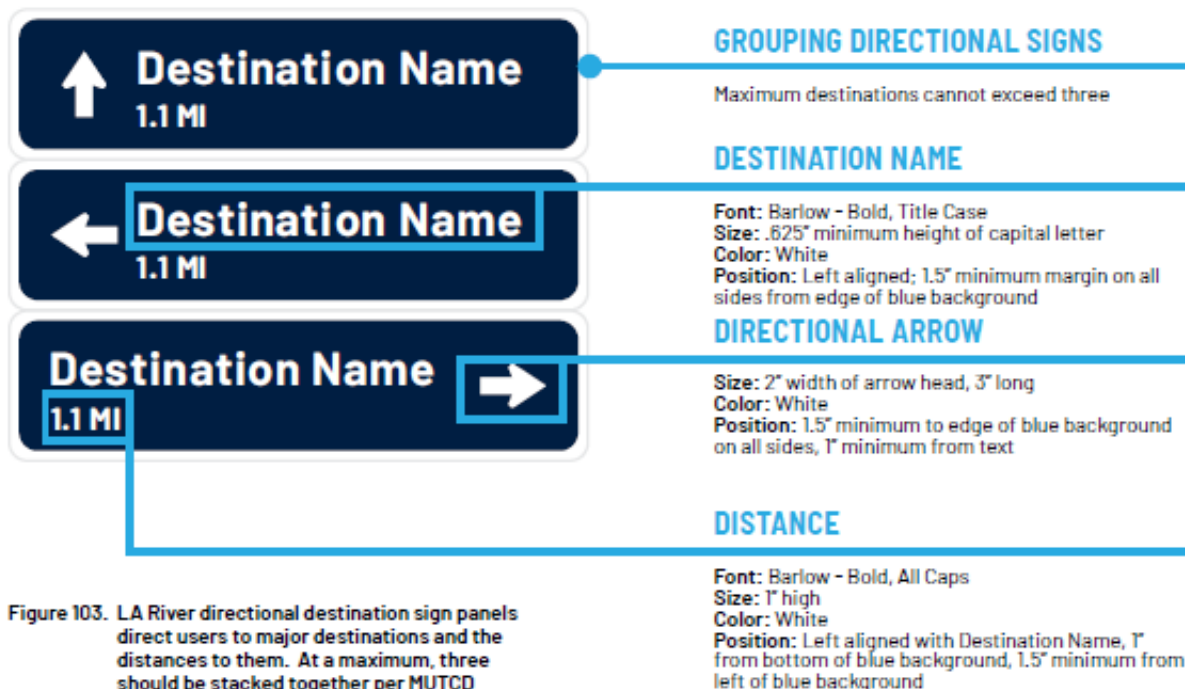 Destination Name
1.1 MI
Destination Name
1.1 MI
Destination Name
1.1 MI
GROUPING DIRECTIONAL SIGNS
Maximum destinations cannot exceed three
DESTINATION NAME
Font: Barlow - Bold, Title Case
Size: .625" minimum height of capital letter
Color: White
Position: Left aligned; 1.5" minimum margin on all
sides from edge of blue background
DIRECTIONAL ARROW
Size: 2" width of arrow head, 3" long
Color: White
Position: 1.5" minimum to edge of blue background
on all sides, 1" minimum from text
DISTANCE
Font: Barlow - Bold, All Caps
Size: 1" high
Color: White
Position: Left aligned with Destination Name, 1"
from bottom of blue background, 1.5" minimum from
left of blue background
Figure 103. LA River directional destination sign panels
direct users to major destinations and the
distances to them. At a maximum, three
should be stacked together per MUTCD